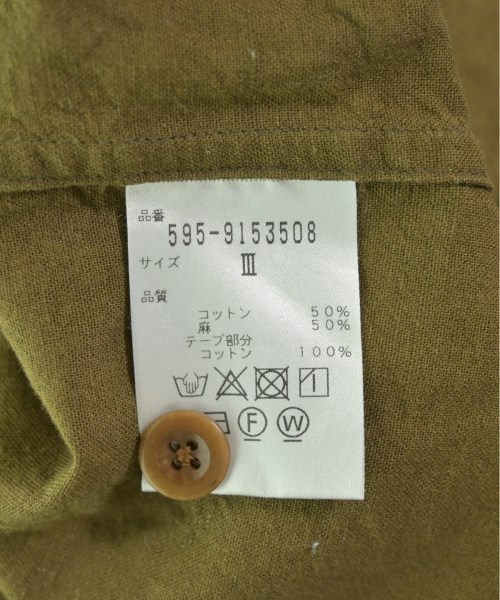 品番
595-9153508
サイズ
Ⅲ
品質
コットン 50%
麻 50%
テープ部分
コットン 100%
F W